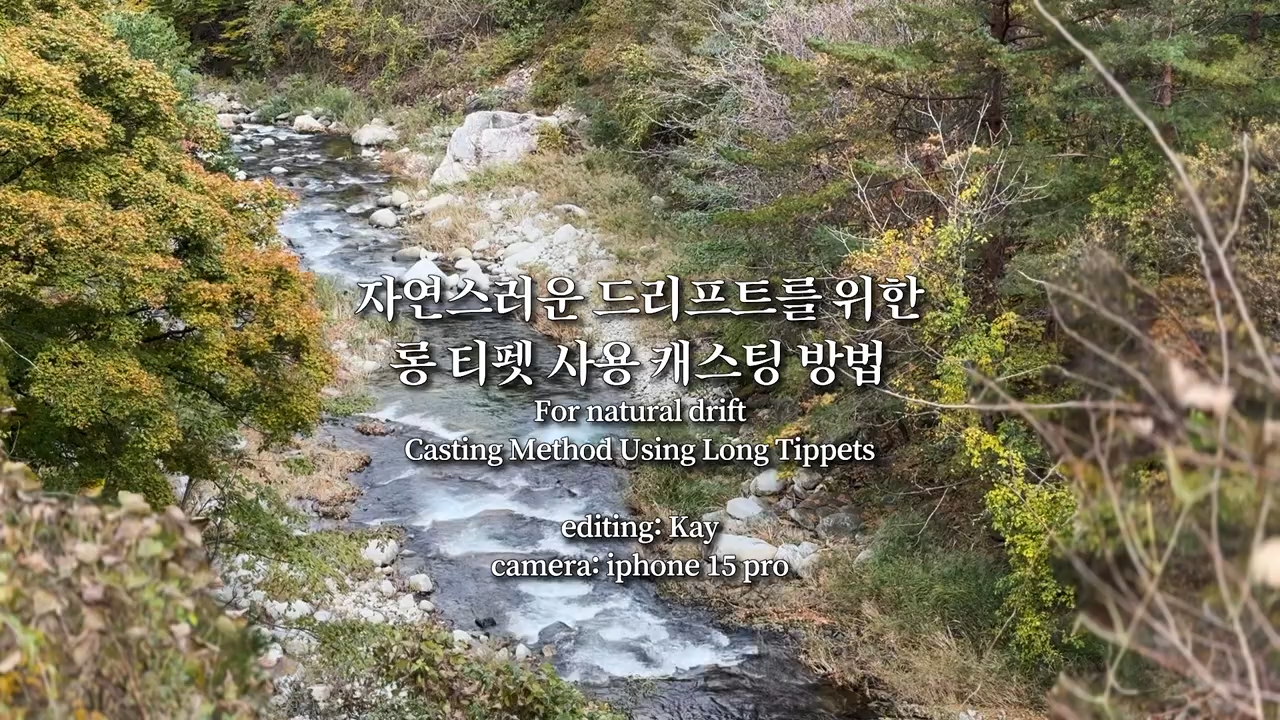 자연스러운 드리프트를 위한
롱 티펫 사용 캐스팅 방법
For natural drift
Casting Method Using Long Tippets
editing: Kay
camera: iphone 15 pro